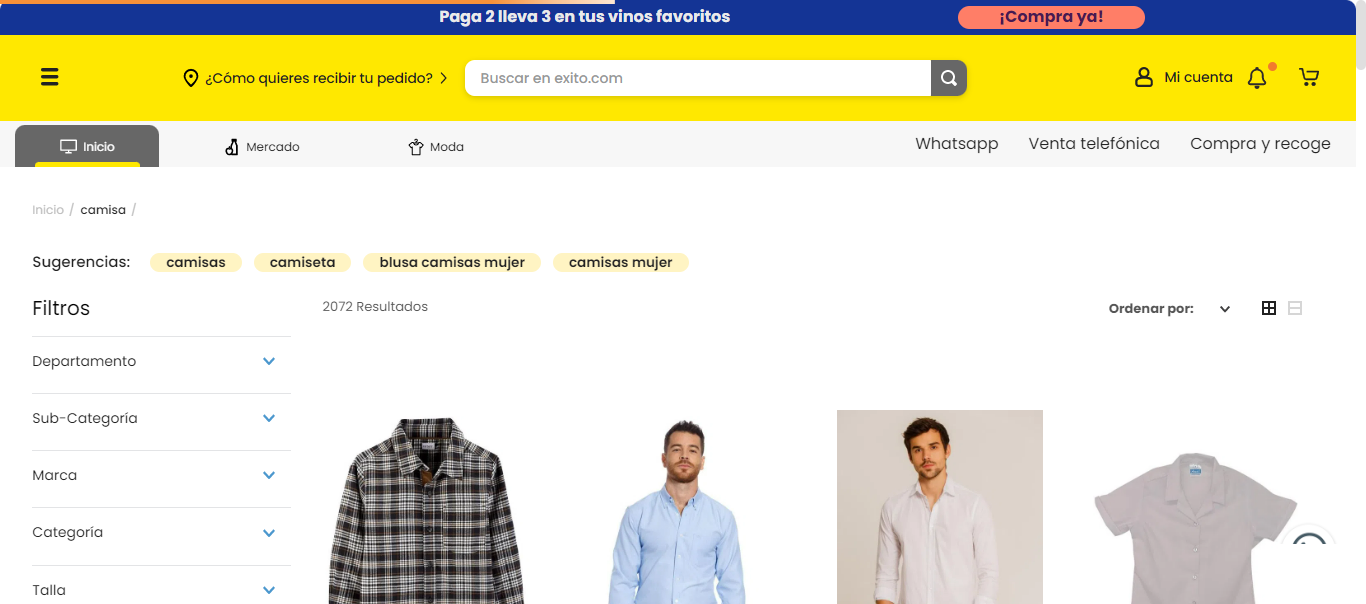 Paga 2 lleva 3 en tus vinos favoritos
¡Compra ya!
¿Cómo quieres recibir tu pedido?
Buscar en exito.com
Mi cuenta
Inicio
Mercado
Moda
Whatsapp
Venta telefónica
Compra y recoge
Inicio / camisa /
Sugerencias:
camisas
camiseta
blusa camisas mujer
camisas mujer
Filtros
2072 Resultados
Ordenar por:
Departamento
Sub-Categoría
Marca
Categoría
Talla